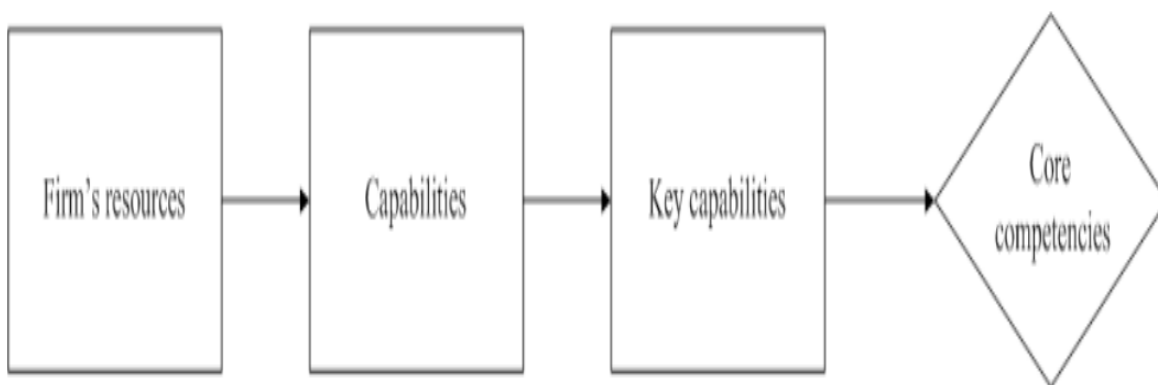 Firm's resources
Capabilities
Key capabilities
Core
competencies